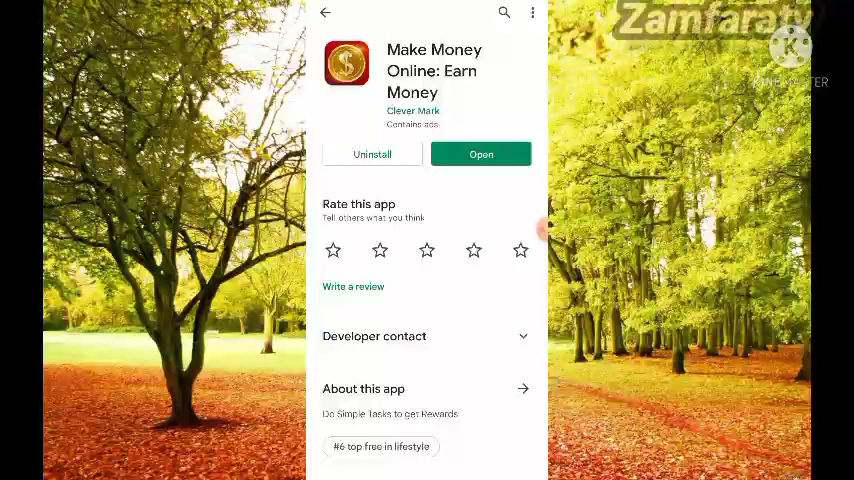 Zamfaratv
KINEMASTER
Make Money
Online: Earn
Money
Clever Mark
Contains ads
Uninstall
Open
Rate this app
Tell others what you think
Write a review
Developer contact
About this app
Do Simple Tasks to get Rewards
#6 top free in lifestyle